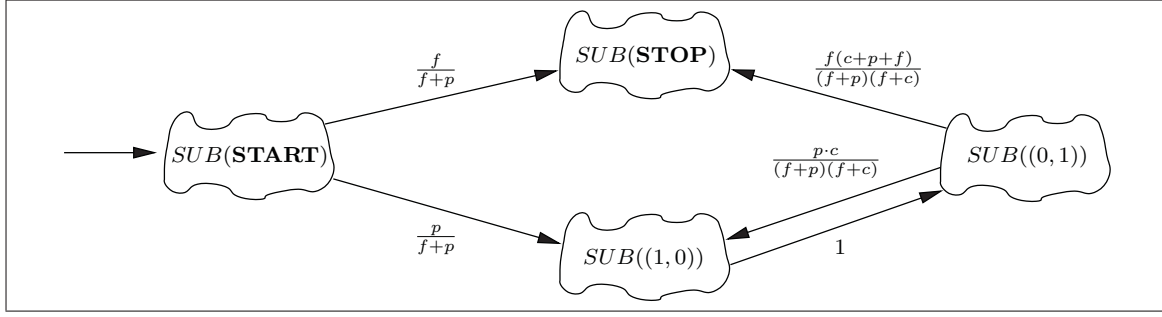 SUB(STOP)
f/(f+p)
f(c+p+f)/((f+p)(f+c))
SUB(START)
SUB((0, 1))
p·c/((f+p)(f+c))
p/(f+p)
SUB((1, 0))
1